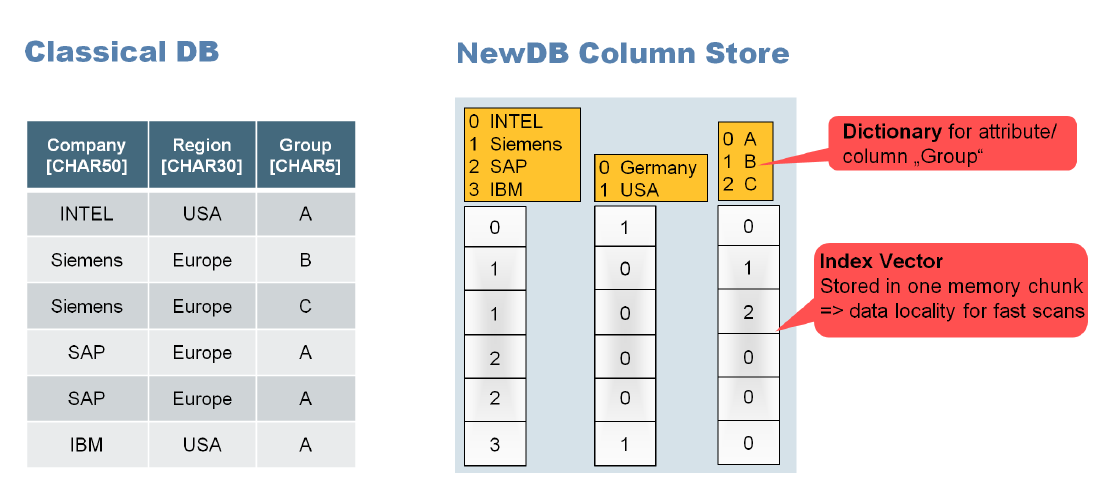 Classical DB
NewDB Column Store
Company Region Group
[CHAR50] [CHAR30] [CHAR5]
INTEL USA A
Siemens Europe B
Siemens Europe C
SAP Europe A
SAP Europe A
IBM USA A
0 INTEL
1 Siemens
2 SAP
3 IBM
0 Germany
1 USA
0 A
1 B
2 C
0 1 0
1 0 1
1 0 2
2 0 0
2 0 0
3 1 0
Dictionary for attribute/
column „Group“
Index Vector
Stored in one memory chunk
=> data locality for fast scans